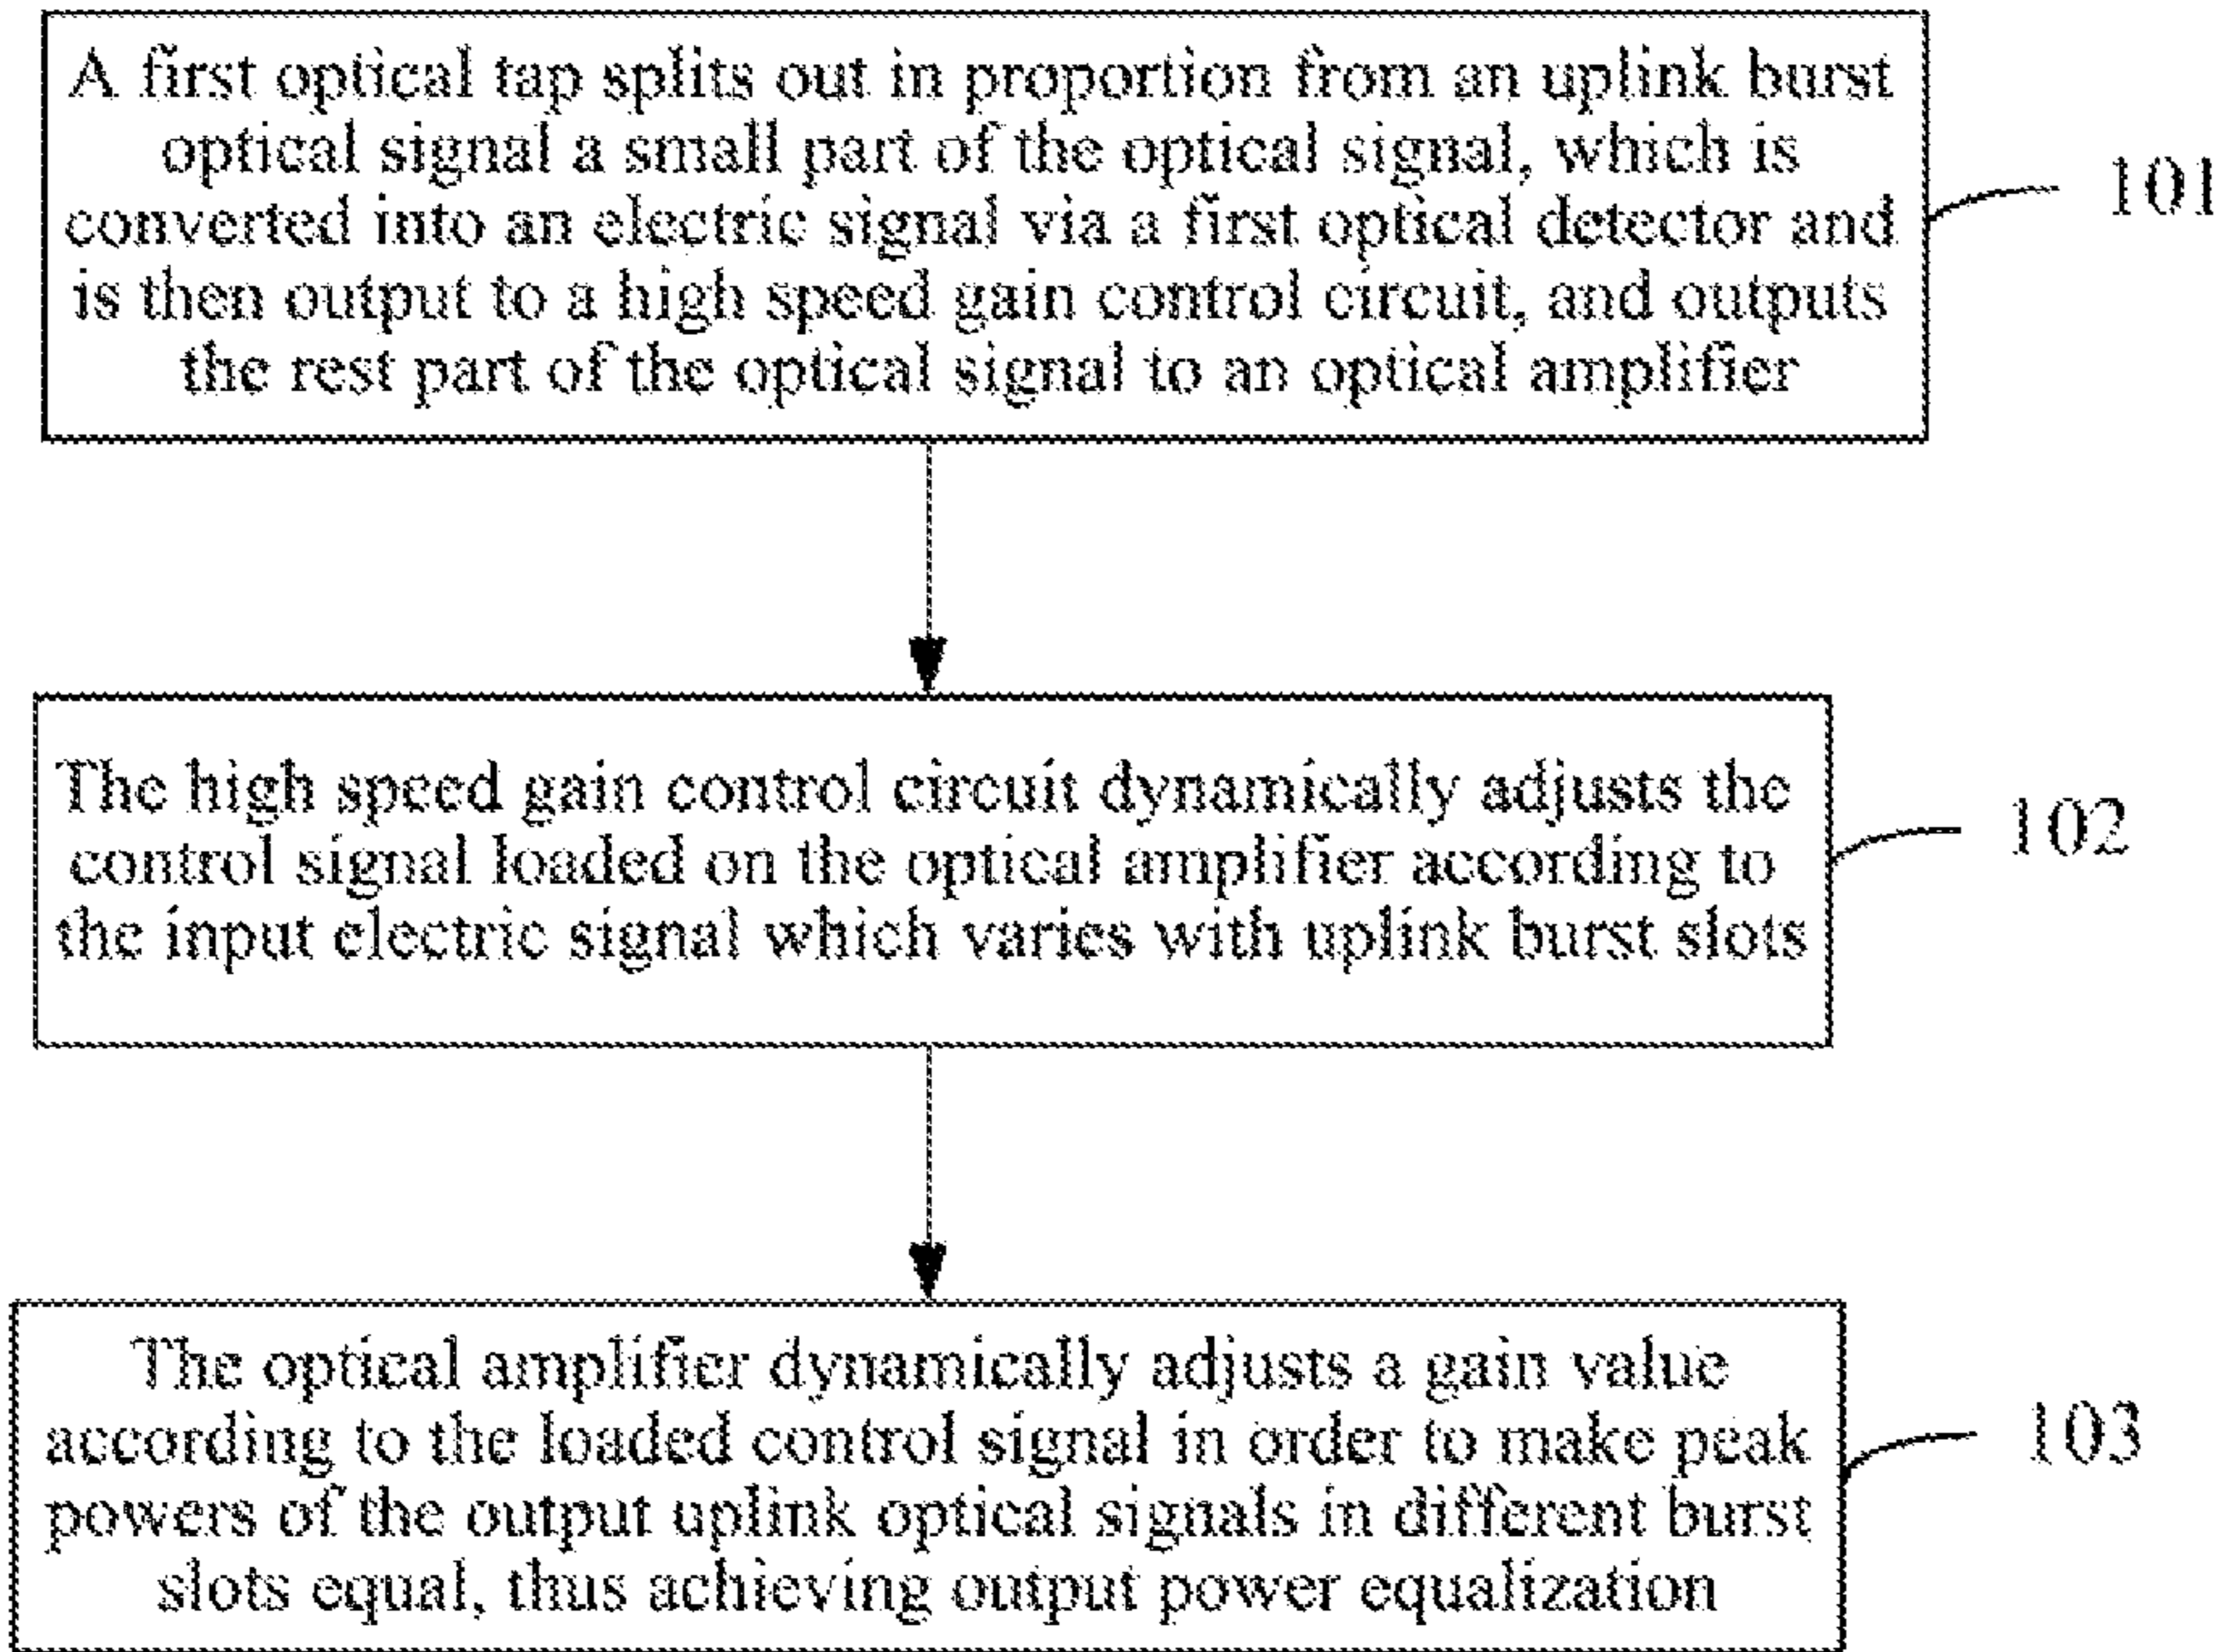 A first optical tap splits out in proportion from an uplink burst
optical signal a small part of the optical signal, which is
converted into an electric signal via a first optical detector and
is then output to a high speed gain control circuit, and outputs
the rest part of the optical signal to an optical amplifier
101
The high speed gain control circuit dynamically adjusts the
control signal loaded on the optical amplifier according to
the input electric signal which varies with uplink burst slots
102
The optical amplifier dynamically adjusts a gain value
according to the loaded control signal in order to make peak
powers of the output uplink optical signals in different burst
slots equal, thus achieving output power equalization
103